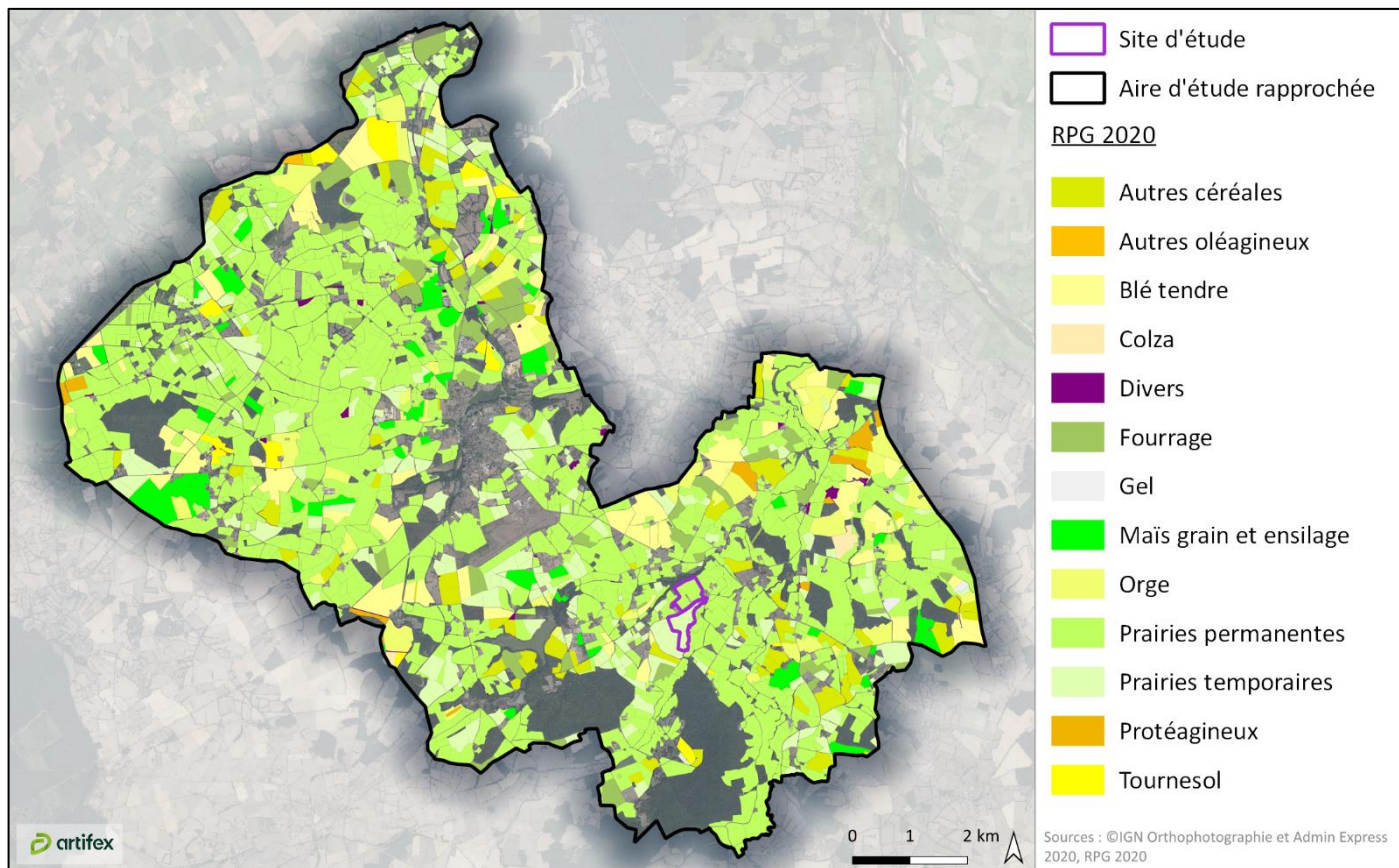 Site d'étude
Aire d'étude rapprochée
RPG 2020
Autres céréales
Autres oléagineux
Blé tendre
Colza
Divers
Fourrage
Gel
Maïs grain et ensilage
Orge
Prairies permanentes
Prairies temporaires
Protéagineux
Tournesol
artifex
0 1 2 km
Sources : ©IGN Orthophotographie et Admin Express
2020, RPG 2020